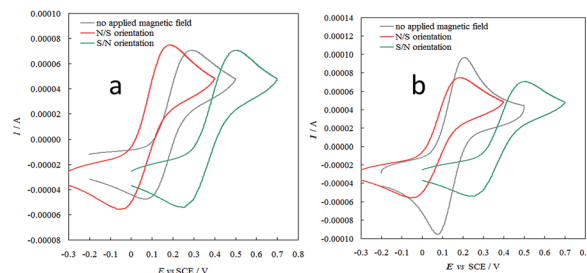 no applied magnetic field
N/S orientation
S/N orientation
a
I / A
0.00010
0.00008
0.00006
0.00004
0.00002
0.00000
-0.00002
-0.00004
-0.00006
-0.00008
-0.3 -0.2 -0.1 0 0.1 0.2 0.3 0.4 0.5 0.6 0.7 0.8
E vs SCE / V
no applied magnetic field
N/S orientation
S/N orientation
b
I / A
0.00014
0.00012
0.00010
0.00008
0.00006
0.00004
0.00002
0.00000
-0.00002
-0.00004
-0.00006
-0.00008
-0.00010
-0.3 -0.2 -0.1 0 0.1 0.2 0.3 0.4 0.5 0.6 0.7 0.8
E vs SCE / V